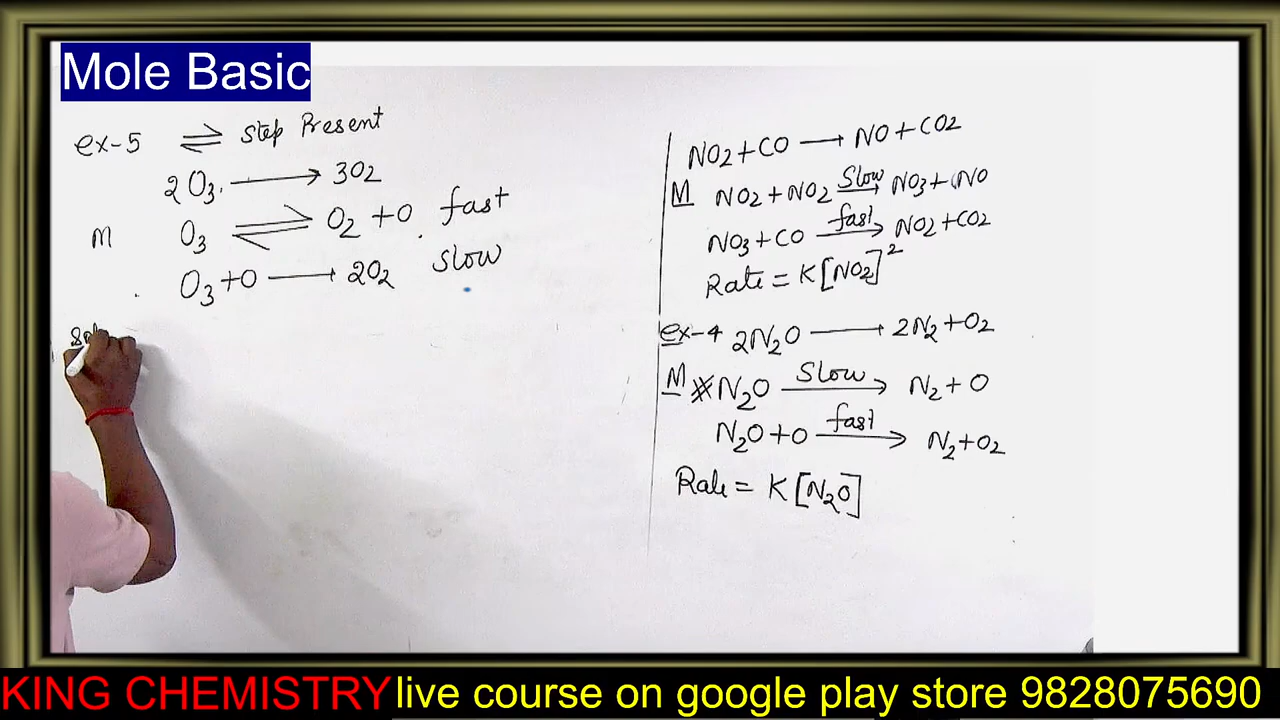 Mole Basic
ex-5 ⇌ Step Present
2O3 ⟶ 3O2
M O3 ⇌ O2 + O fast
O3 + O ⟶ 2O2 slow
NO2 + CO ⟶ NO + CO2
M NO2 + NO2 Slow⟶ NO3 + NO
NO3 + CO fast⟶ NO2 + CO2
Rate = K[NO2]²
ex-4 2N2O ⟶ 2N2 + O2
M N2O Slow⟶ N2 + O
N2O + O fast⟶ N2 + O2
Rate = K[N2O]
KING CHEMISTRY live course on google play store 9828075690